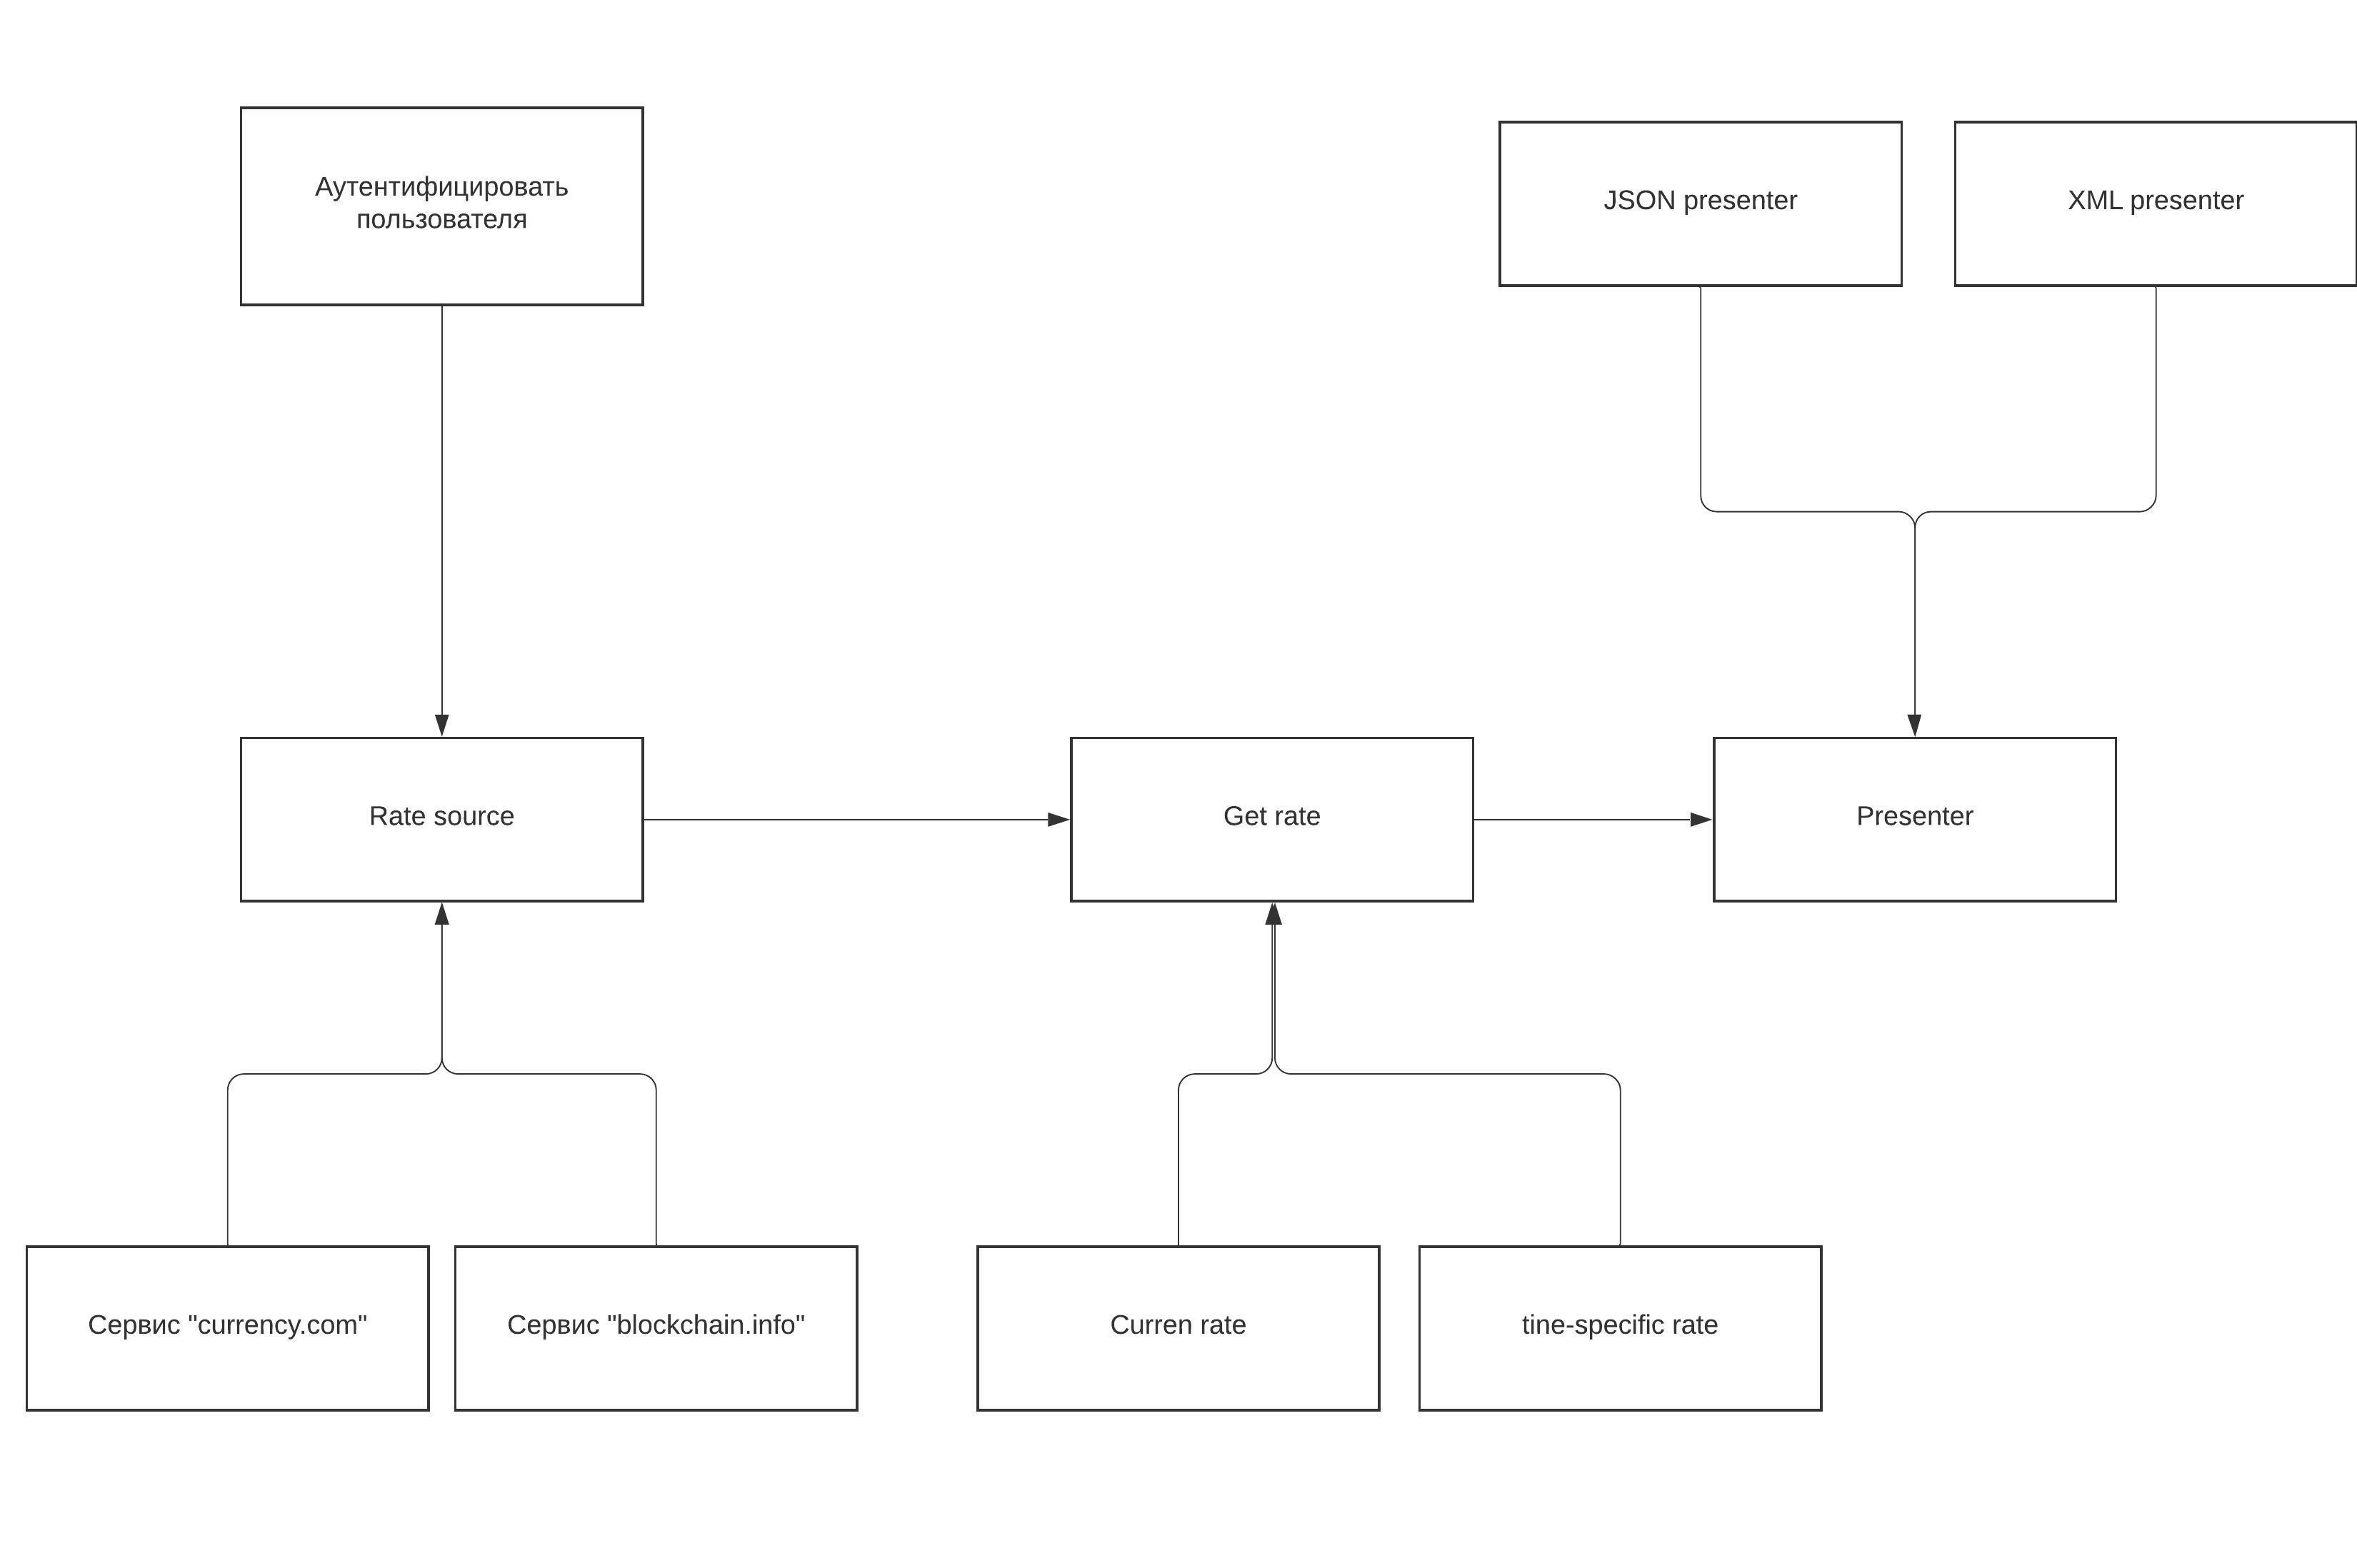 Аутентифицировать
пользователя
JSON presenter
XML presenter
Rate source
Get rate
Presenter
Сервис "currency.com"
Сервис "blockchain.info"
Curren rate
tine-specific rate